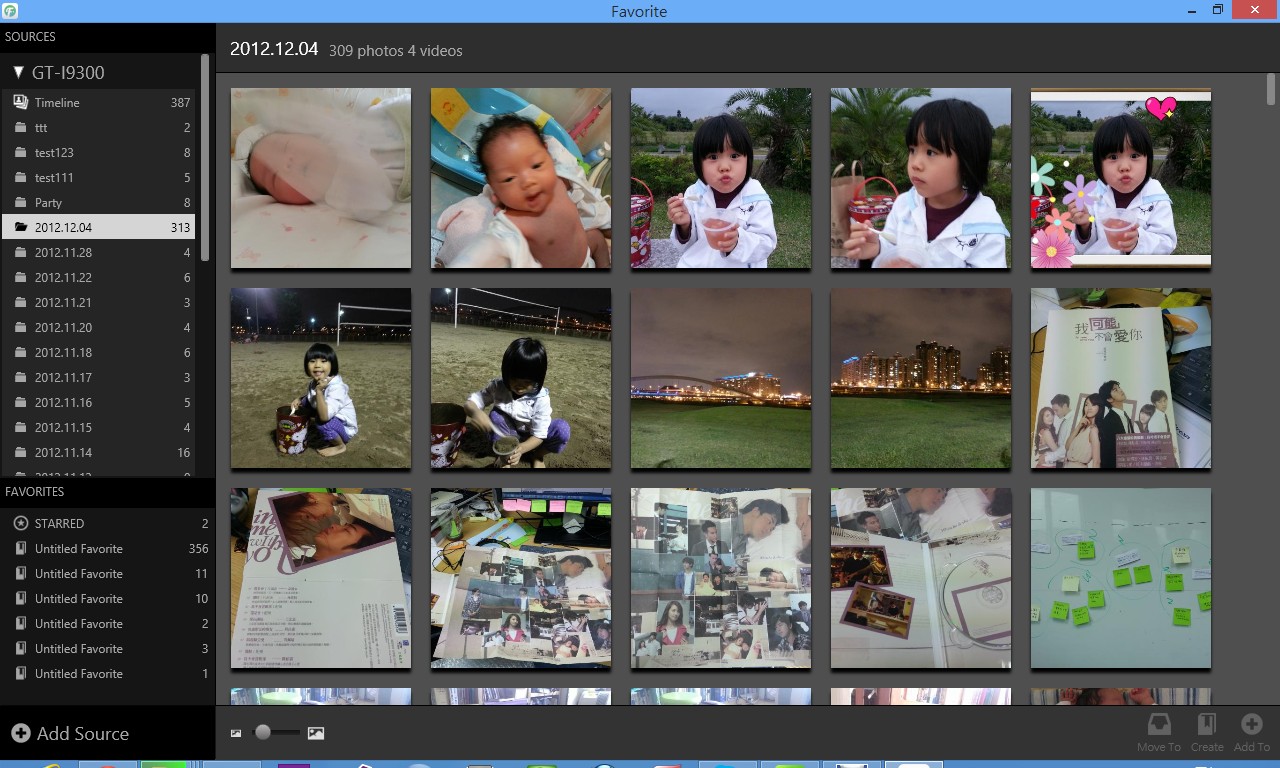 Favorite
SOURCES
2012.12.04 309 photos 4 videos
GT-I9300
Timeline 387
ttt 2
test123 8
test111 5
Party 8
2012.12.04 313
2012.11.28 4
2012.11.22 6
2012.11.21 3
2012.11.20 4
2012.11.18 6
2012.11.17 3
2012.11.16 5
2012.11.15 4
2012.11.14 16
我可能
不會愛你
FAVORITES
STARRED 2
Untitled Favorite 356
Untitled Favorite 11
Untitled Favorite 10
Untitled Favorite 2
Untitled Favorite 3
Untitled Favorite 1
Add Source
Move To Create Add To